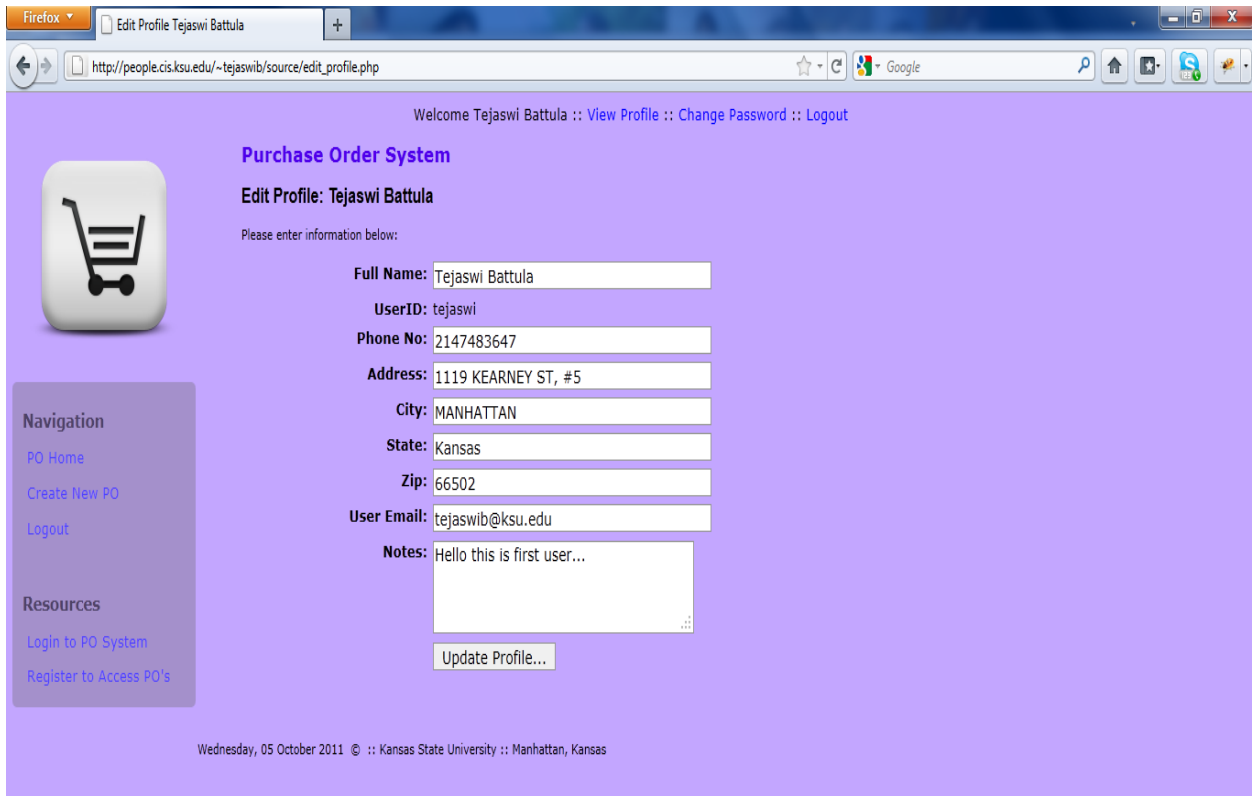 Firefox
Edit Profile Tejaswi Battula
+
http://people.cis.ksu.edu/~tejaswib/source/edit_profile.php
Google
Welcome Tejaswi Battula :: View Profile :: Change Password :: Logout
Purchase Order System
Edit Profile: Tejaswi Battula
Please enter information below:
Full Name: Tejaswi Battula
UserID: tejaswi
Phone No: 2147483647
Address: 1119 KEARNEY ST, #5
City: MANHATTAN
State: Kansas
Zip: 66502
User Email: tejaswib@ksu.edu
Notes: Hello this is first user...
Update Profile...
Navigation
PO Home
Create New PO
Logout
Resources
Login to PO System
Register to Access PO's
Wednesday, 05 October 2011 © :: Kansas State University :: Manhattan, Kansas